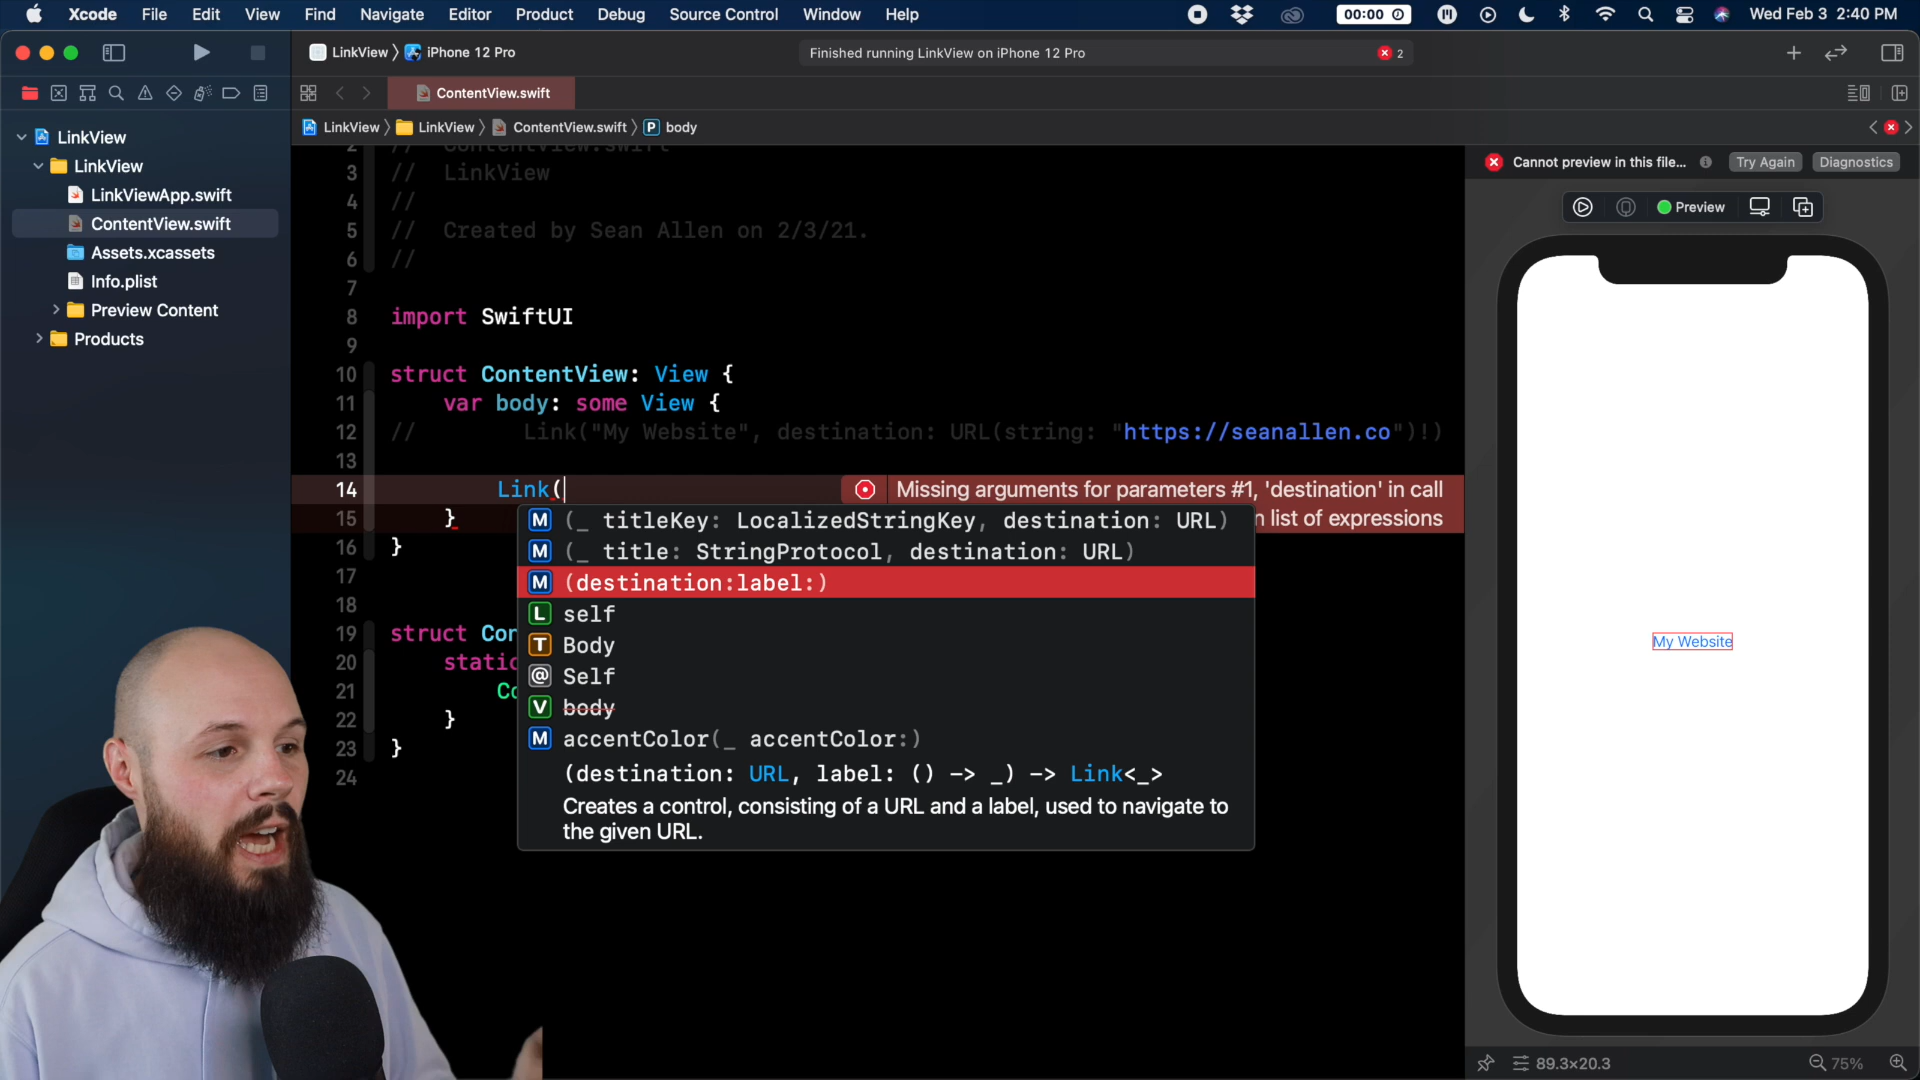 Xcode File Edit View Find Navigate Editor Product Debug Source Control Window Help 00:00 Wed Feb 3 2:40 PM
LinkView iPhone 12 Pro Finished running LinkView on iPhone 12 Pro 2
ContentView.swift
LinkView LinkView ContentView.swift P body
LinkView
LinkView
LinkViewApp.swift
ContentView.swift
Assets.xcassets
Info.plist
Preview Content
Products
2 // ContentView.swift
3 // LinkView
4 //
5 // Created by Sean Allen on 2/3/21.
6 //
7
8 import SwiftUI
9
10 struct ContentView: View {
11 var body: some View {
12 // Link("My Website", destination: URL(string: "https://seanallen.co")!)
13
14 Link( Missing arguments for parameters #1, 'destination' in call
15 } n list of expressions
16 }
17
18
19 struct Con
20 static
21 Co
22 }
23 }
24
M (_ titleKey: LocalizedStringKey, destination: URL)
M (_ title: StringProtocol, destination: URL)
M (destination:label:)
L self
T Body
@ Self
V body
M accentColor(_ accentColor:)
(destination: URL, label: () -> _) -> Link<_>
Creates a control, consisting of a URL and a label, used to navigate to
the given URL.
Cannot preview in this file... Try Again Diagnostics
Preview
My Website
89.3×20.3 75%